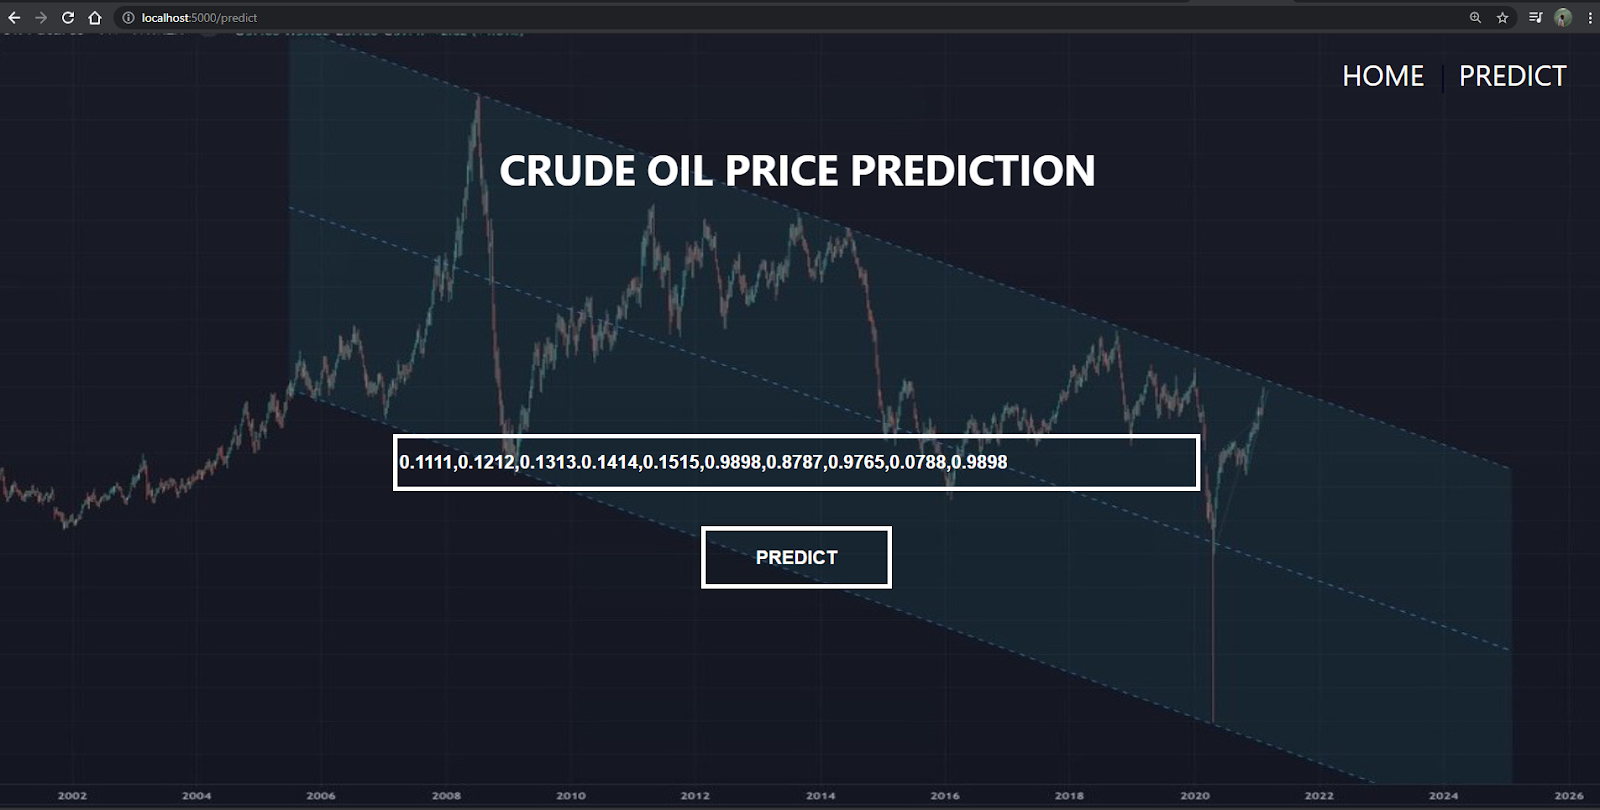 localhost:5000/predict
HOME | PREDICT
CRUDE OIL PRICE PREDICTION
0.1111,0.1212,0.1313.0.1414,0.1515,0.9898,0.8787,0.9765,0.0788,0.9898
PREDICT
2002 2004 2006 2008 2010 2012 2014 2016 2018 2020 2022 2024 2026